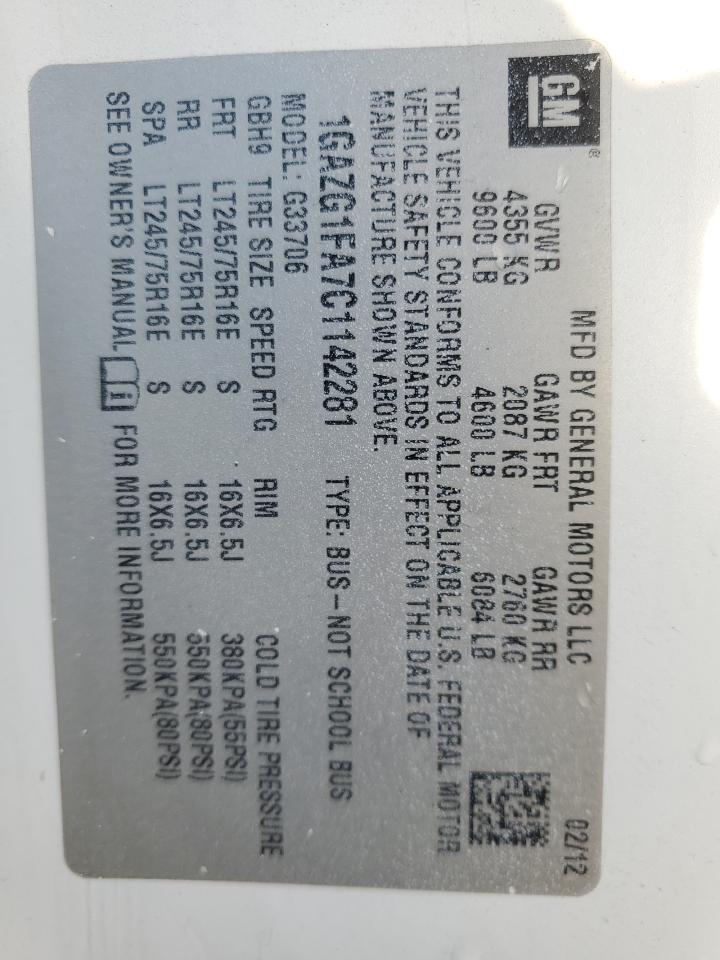 GM®
MFD BY GENERAL MOTORS LLC 02/12
GVWR GAWR FRT GAWR RR
4355 KG 2087 KG 2760 KG
9600 LB 4600 LB 6084 LB
THIS VEHICLE CONFORMS TO ALL APPLICABLE U.S. FEDERAL MOTOR
VEHICLE SAFETY STANDARDS IN EFFECT ON THE DATE OF
MANUFACTURE SHOWN ABOVE.
1GAZG1FA7C1142281 TYPE: BUS-NOT SCHOOL BUS
MODEL: G33706
GBH9 TIRE SIZE SPEED RTG RIM COLD TIRE PRESSURE
FRT LT245/75R16E S 16X6.5J 380KPA(55PSI)
RR LT245/75R16E S 16X6.5J 550KPA(80PSI)
SPA LT245/75R16E S 16X6.5J 550KPA(80PSI)
SEE OWNER'S MANUAL i FOR MORE INFORMATION.